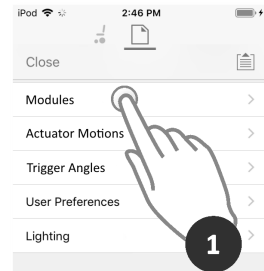 iPod 2:46 PM
Close
Modules
Actuator Motions
Trigger Angles
User Preferences
Lighting
1